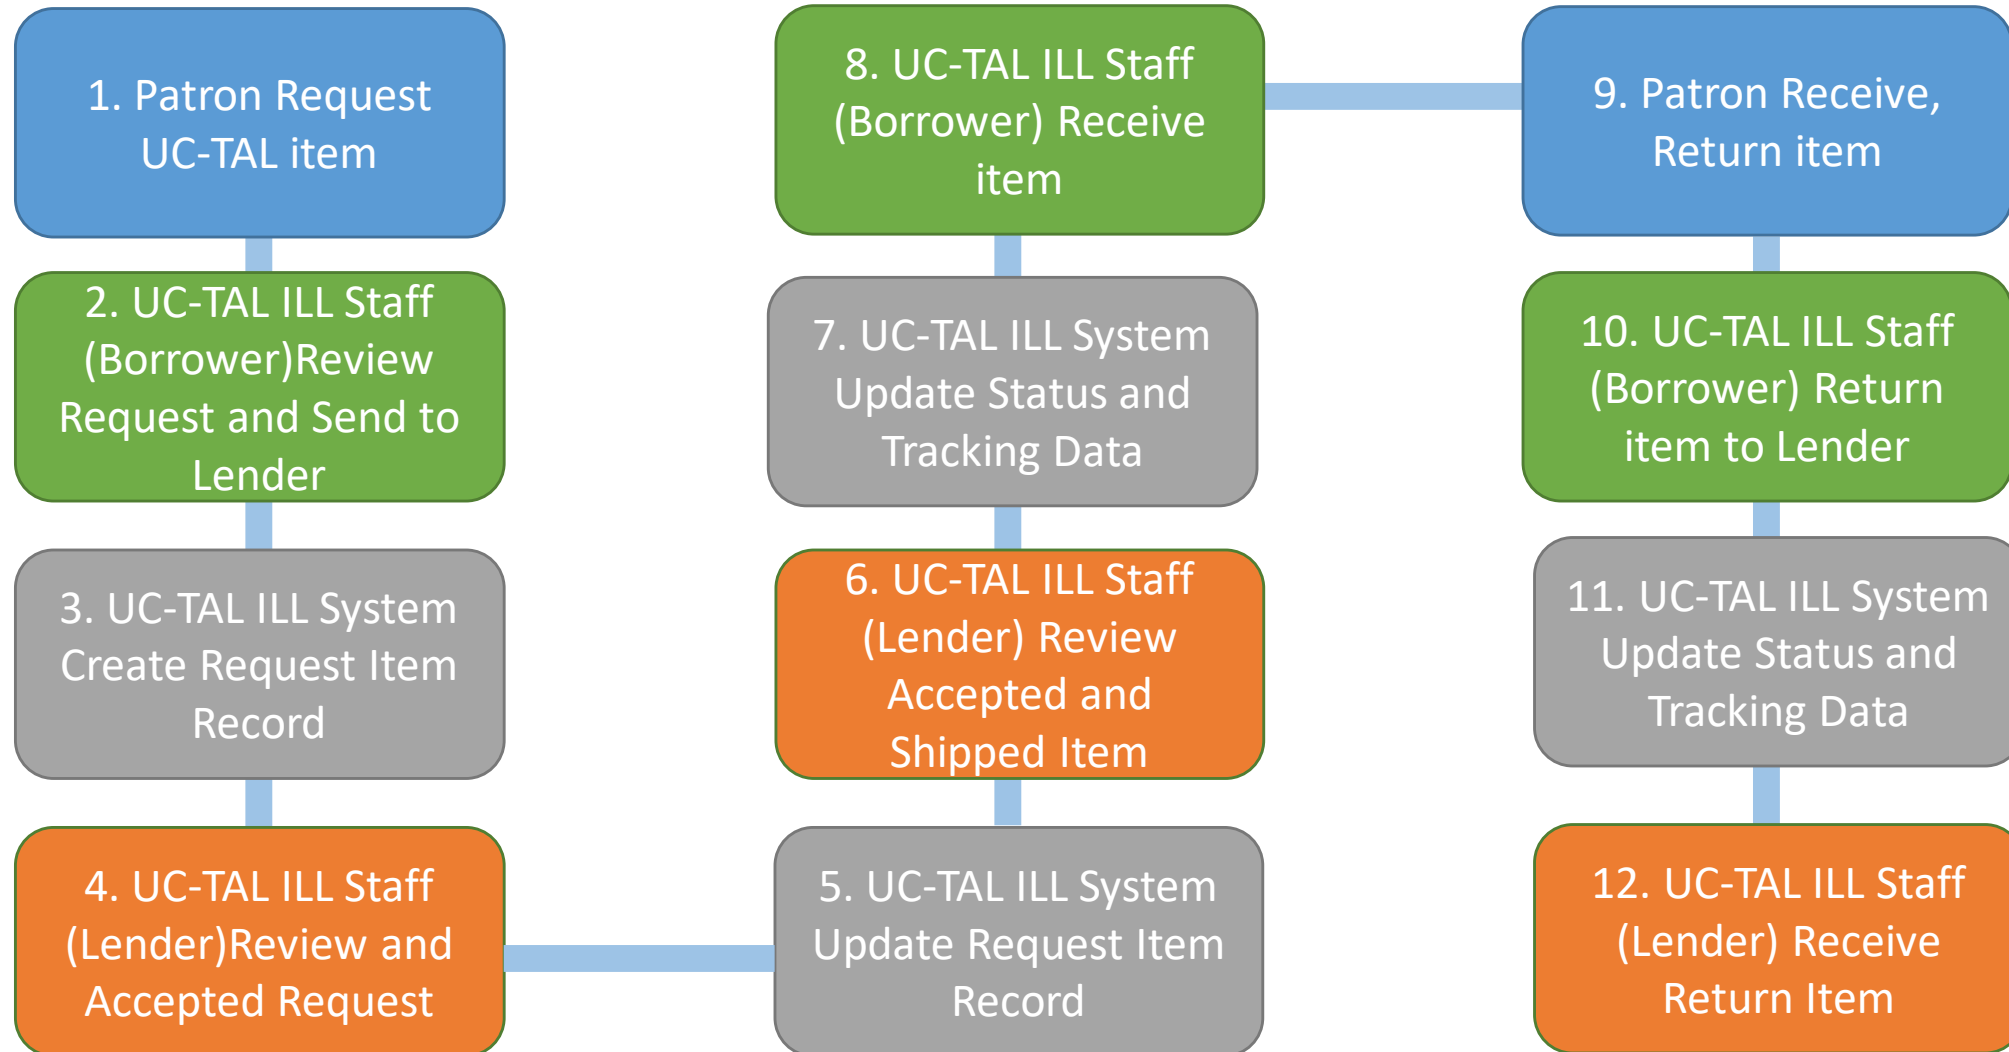 1. Patron Request
UC-TAL item
2. UC-TAL ILL Staff
(Borrower)Review
Request and Send to
Lender
3. UC-TAL ILL System
Create Request Item
Record
4. UC-TAL ILL Staff
(Lender)Review and
Accepted Request
5. UC-TAL ILL System
Update Request Item
Record
6. UC-TAL ILL Staff
(Lender) Review
Accepted and
Shipped Item
7. UC-TAL ILL System
Update Status and
Tracking Data
8. UC-TAL ILL Staff
(Borrower) Receive
item
9. Patron Receive,
Return item
10. UC-TAL ILL Staff
(Borrower) Return
item to Lender
11. UC-TAL ILL System
Update Status and
Tracking Data
12. UC-TAL ILL Staff
(Lender) Receive
Return Item